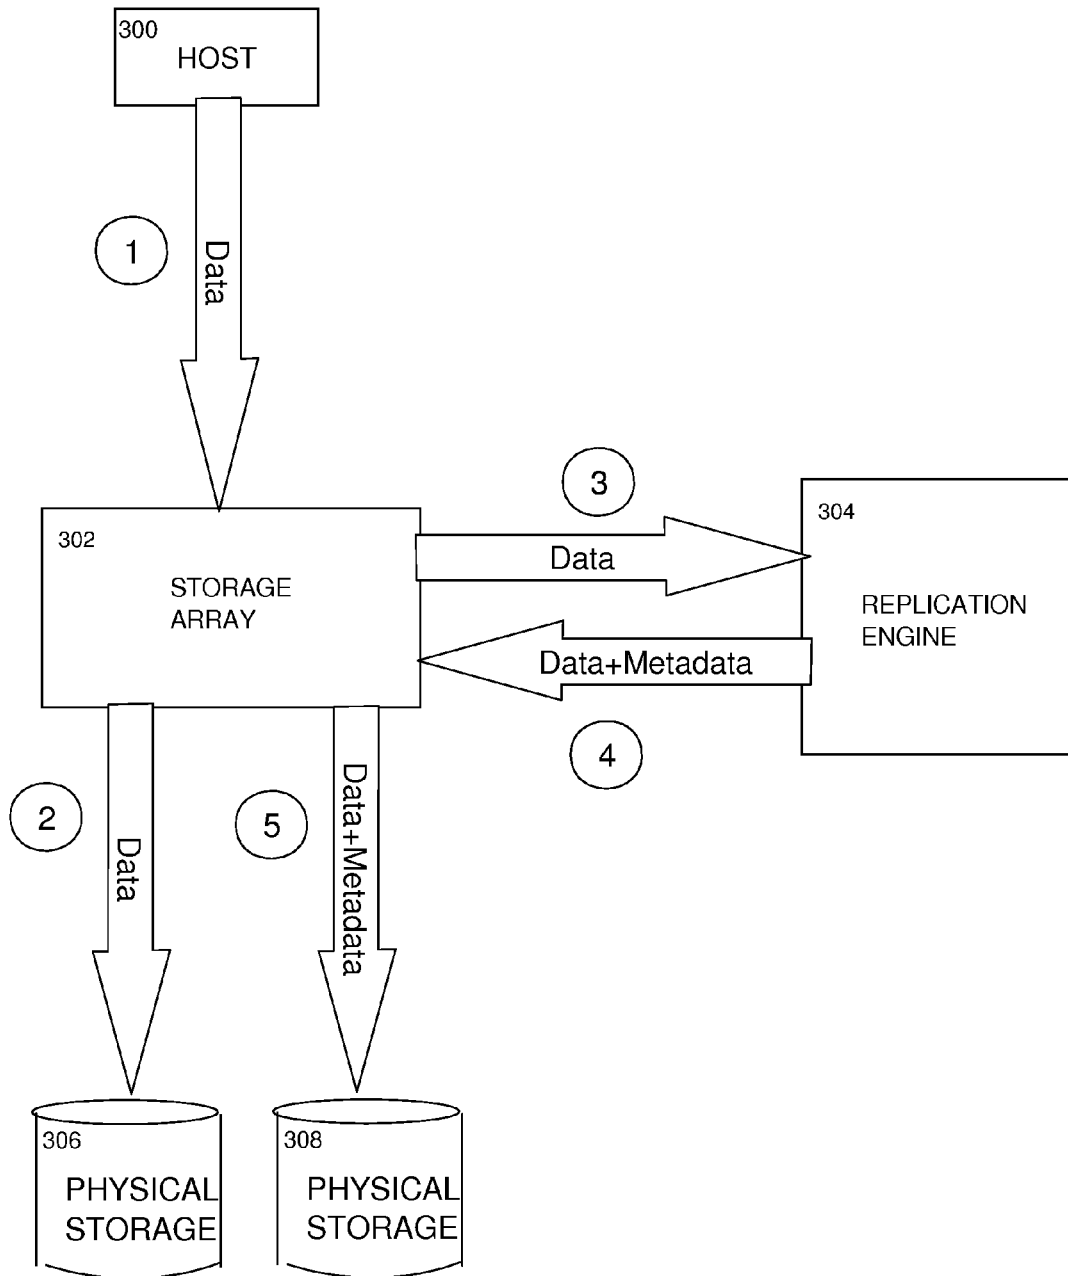 300
HOST
1
Data
3
302
304
Data
STORAGE
ARRAY
REPLICATION
ENGINE
Data+Metadata
4
2
5
Data
Data+Metadata
306
308
PHYSICAL
STORAGE
PHYSICAL
STORAGE